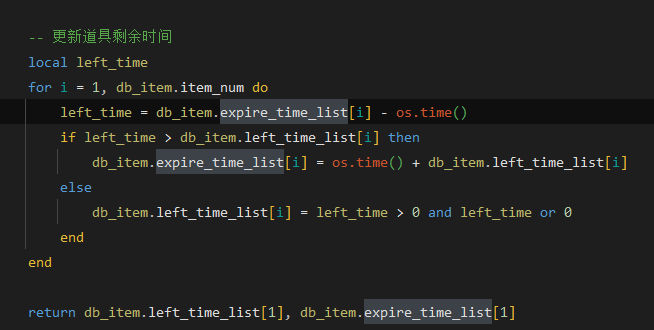 -- 更新道具剩余时间
local left_time
for i = 1, db_item.item_num do
left_time = db_item.expire_time_list[i] - os.time()
if left_time > db_item.left_time_list[i] then
db_item.expire_time_list[i] = os.time() + db_item.left_time_list[i]
else
db_item.left_time_list[i] = left_time > 0 and left_time or 0
end
end
return db_item.left_time_list[1], db_item.expire_time_list[1]